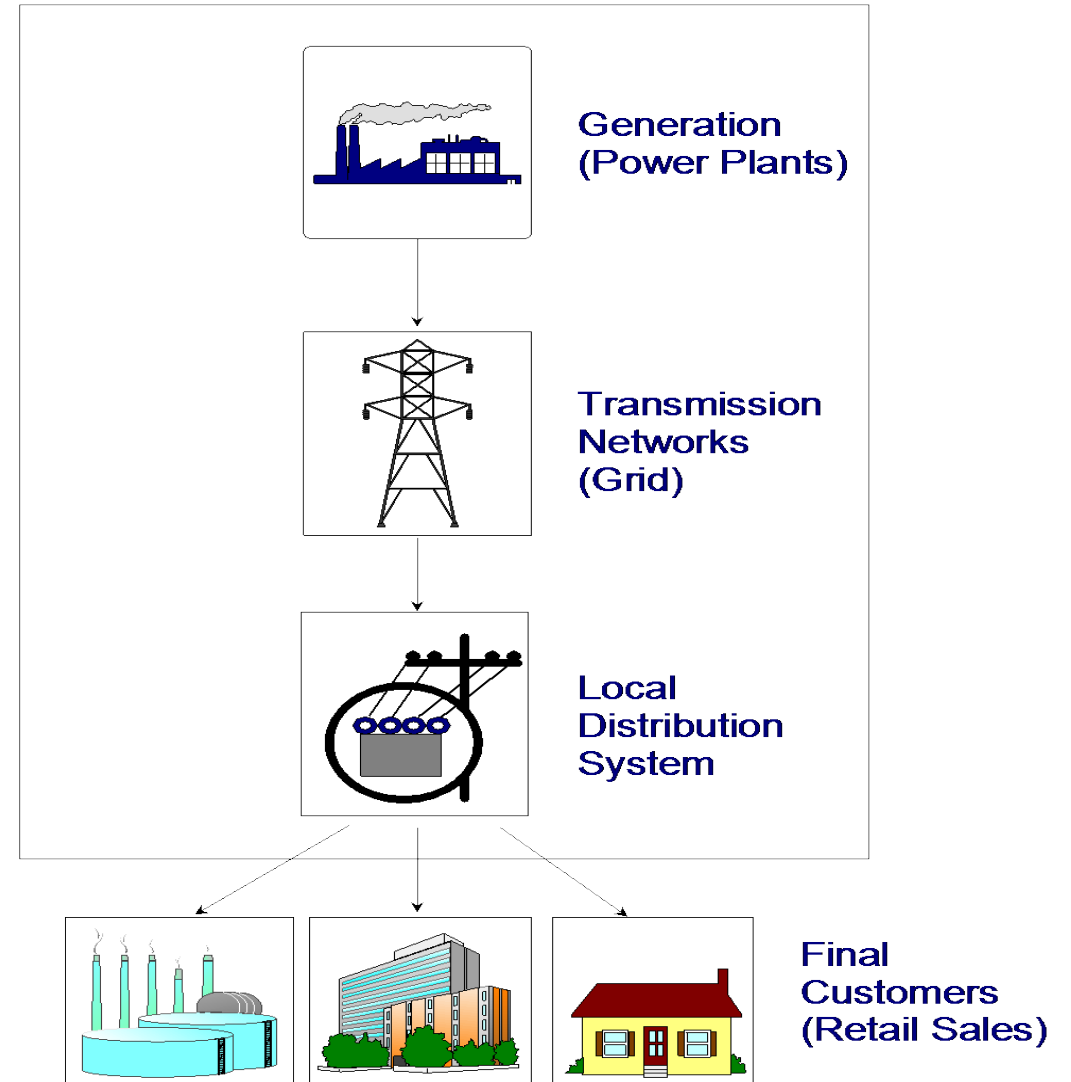 Generation
(Power Plants)
Transmission
Networks
(Grid)
Local
Distribution
System
Final
Customers
(Retail Sales)